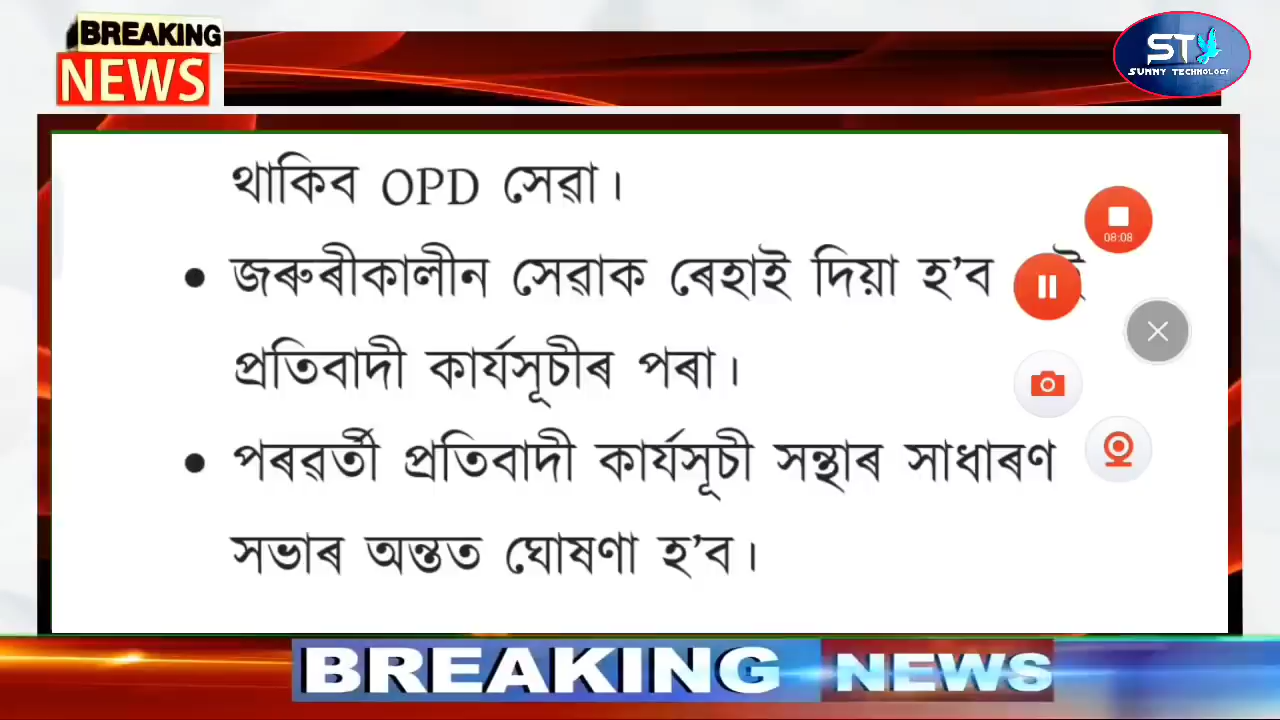 BREAKING
NEWS
ST
SUNNY TECHNOLOGY
থাকিব OPD সেৱা।
• জৰুৰীকালীন সেৱাক ৰেহাই দিয়া হ’ব
প্ৰতিবাদী কাৰ্যসূচীৰ পৰা।
• পৰৱৰ্তী প্ৰতিবাদী কাৰ্যসূচী সন্থাৰ সাধাৰণ
সভাৰ অন্তত ঘোষণা হ’ব।
08:08
BREAKING NEWS